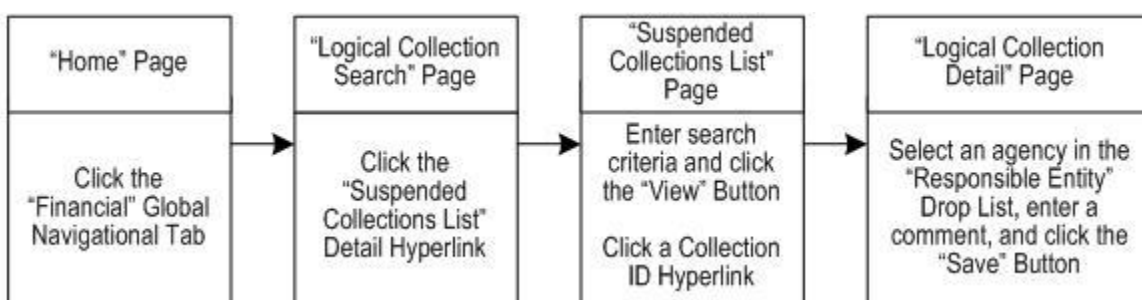 “Home” Page
Click the
“Financial” Global
Navigational Tab
“Logical Collection
Search” Page
Click the
“Suspended
Collections List”
Detail Hyperlink
“Suspended
Collections List”
Page
Enter search
criteria and click
the “View” Button
Click a Collection
ID Hyperlink
“Logical Collection
Detail” Page
Select an agency in the
“Responsible Entity”
Drop List, enter a
comment, and click the
“Save” Button